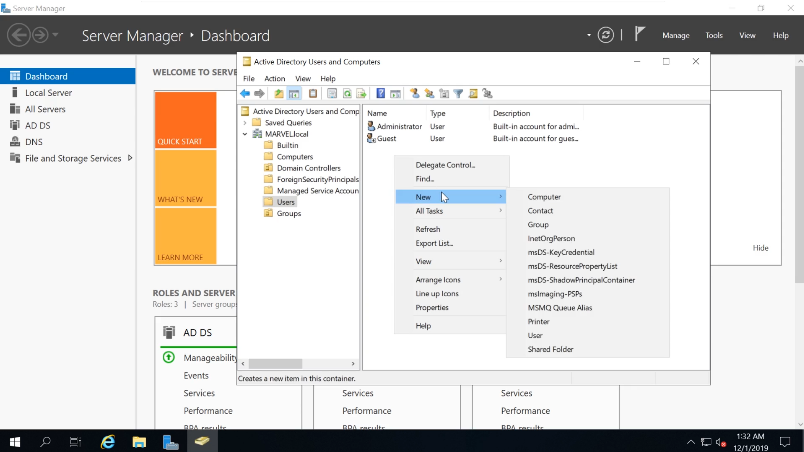 Server Manager
Server Manager • Dashboard
Manage Tools View Help
Dashboard
Local Server
All Servers
AD DS
DNS
File and Storage Services
WELCOME TO SERVE
QUICK START
WHAT'S NEW
LEARN MORE
Hide
ROLES AND SERVER
Roles: 3 | Server group
AD DS
Manageability
Events
Services
Performance
BPA results
Services
Performance
BPA results
Services
Performance
BPA results
Active Directory Users and Computers
File Action View Help
Active Directory Users and Comp
Saved Queries
MARVEL.local
Builtin
Computers
Domain Controllers
ForeignSecurityPrincipals
Managed Service Accoun
Users
Groups
Name Type Description
Administrator User Built-in account for admi...
Guest User Built-in account for gues...
Delegate Control...
Find...
New
All Tasks
Refresh
Export List...
View
Arrange Icons
Line up Icons
Properties
Help
Computer
Contact
Group
InetOrgPerson
msDS-KeyCredential
msDS-ResourcePropertyList
msDS-ShadowPrincipalContainer
msImaging-PSPs
MSMQ Queue Alias
Printer
User
Shared Folder
Creates a new item in this container.
1:32 AM
12/1/2019